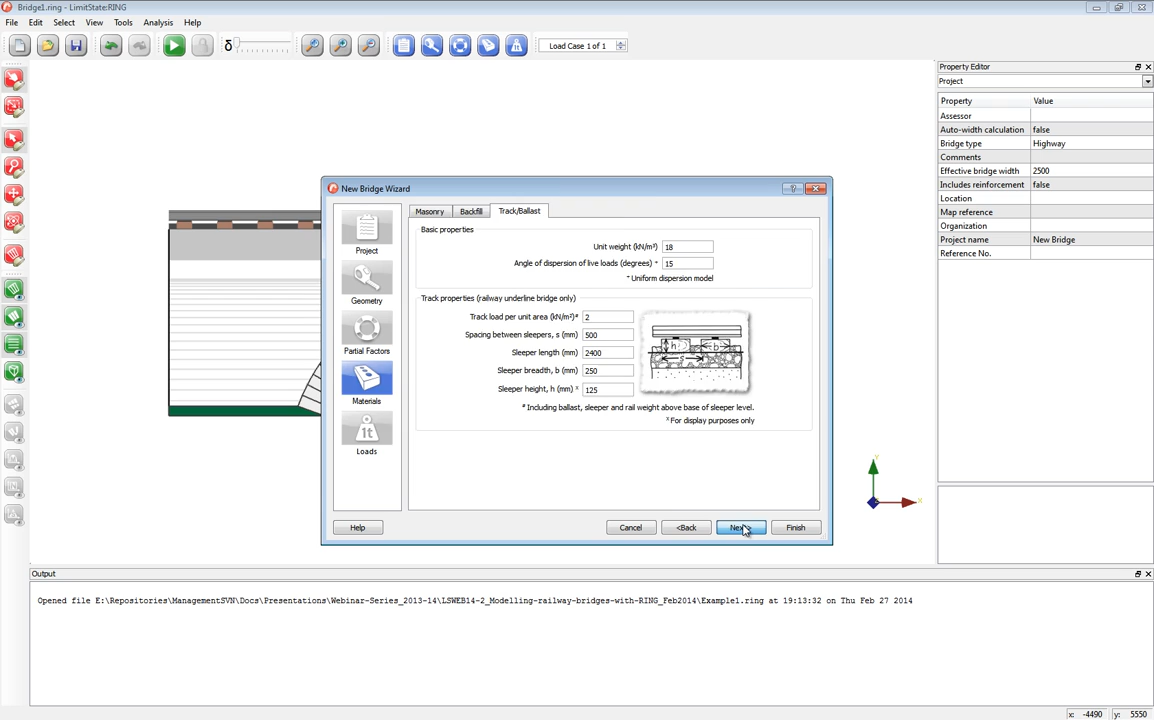 Bridge1.ring - LimitState:RING
File Edit Select View Tools Analysis Help
δ
Load Case 1 of 1
Property Editor
Project
Property Value
Assessor
Auto-width calculation false
Bridge type Highway
Comments
Effective bridge width 2500
Includes reinforcement false
Location
Map reference
Organization
Project name New Bridge
Reference No.
New Bridge Wizard
Project
Geometry
Partial Factors
Materials
1t
Loads
Masonry Backfill Track/Ballast
Basic properties
Unit weight (kN/m³) 18
Angle of dispersion of live loads (degrees) * 15
* Uniform dispersion model
Track properties (railway underline bridge only)
Track load per unit area (kN/m²)# 2
Spacing between sleepers, s (mm) 500
Sleeper length (mm) 2400
Sleeper breadth, b (mm) 250
Sleeper height, h (mm) x 125
h b
s
# Including ballast, sleeper and rail weight above base of sleeper level.
x For display purposes only
Help Cancel <Back Finish
Y
X
Output
Opened file E:\Repositories\ManagementSVN\Docs\Presentations\Webinar-Series_2013-14\LSWEB14-2_Modelling-railway-bridges-with-RING_Feb2014\Example1.ring at 19:13:32 on Thu Feb 27 2014
x: -4490 y: 5550